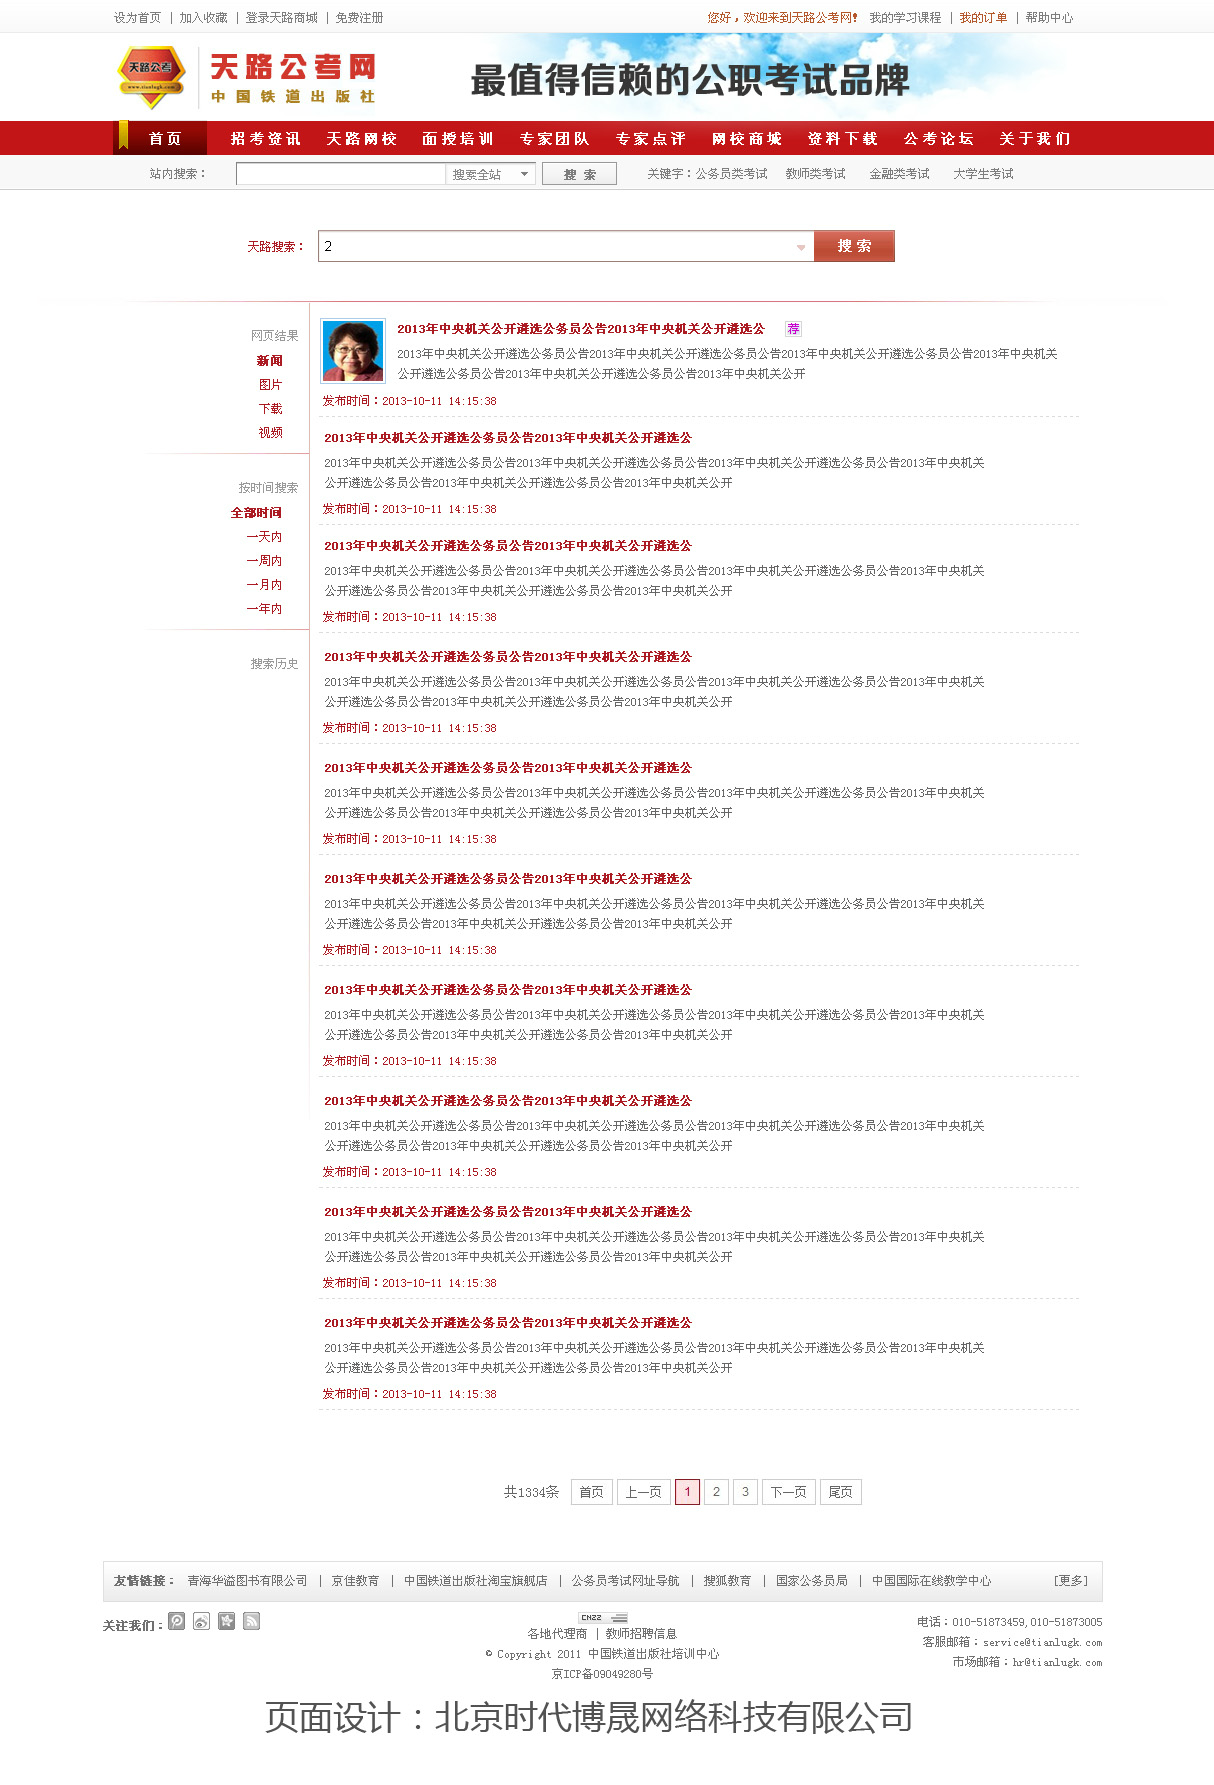 设为首页 | 加入收藏 | 登录天路商城 | 免费注册 您好，欢迎来到天路公考网! 我的学习课程 | 我的订单 | 帮助中心
天路公考
www.tianlugk.com
天路公考网
中国铁道出版社
最值得信赖的公职考试品牌
首页 招考资讯 天路网校 面授培训 专家团队 专家点评 网校商城 资料下载 公考论坛 关于我们
站内搜索： 搜索全站 搜 索 关键字：公务员类考试 教师类考试 金融类考试 大学生考试
天路搜索： 2 搜 索
网页结果
新闻
图片
下载
视频
按时间搜索
全部时间
一天内
一周内
一月内
一年内
搜索历史
2013年中央机关公开遴选公务员公告2013年中央机关公开遴选公 荐
2013年中央机关公开遴选公务员公告2013年中央机关公开遴选公务员公告2013年中央机关公开遴选公务员公告2013年中央机关
公开遴选公务员公告2013年中央机关公开遴选公务员公告2013年中央机关公开
发布时间：2013-10-11 14:15:38
2013年中央机关公开遴选公务员公告2013年中央机关公开遴选公
2013年中央机关公开遴选公务员公告2013年中央机关公开遴选公务员公告2013年中央机关公开遴选公务员公告2013年中央机关
公开遴选公务员公告2013年中央机关公开遴选公务员公告2013年中央机关公开
发布时间：2013-10-11 14:15:38
2013年中央机关公开遴选公务员公告2013年中央机关公开遴选公
2013年中央机关公开遴选公务员公告2013年中央机关公开遴选公务员公告2013年中央机关公开遴选公务员公告2013年中央机关
公开遴选公务员公告2013年中央机关公开遴选公务员公告2013年中央机关公开
发布时间：2013-10-11 14:15:38
2013年中央机关公开遴选公务员公告2013年中央机关公开遴选公
2013年中央机关公开遴选公务员公告2013年中央机关公开遴选公务员公告2013年中央机关公开遴选公务员公告2013年中央机关
公开遴选公务员公告2013年中央机关公开遴选公务员公告2013年中央机关公开
发布时间：2013-10-11 14:15:38
2013年中央机关公开遴选公务员公告2013年中央机关公开遴选公
2013年中央机关公开遴选公务员公告2013年中央机关公开遴选公务员公告2013年中央机关公开遴选公务员公告2013年中央机关
公开遴选公务员公告2013年中央机关公开遴选公务员公告2013年中央机关公开
发布时间：2013-10-11 14:15:38
2013年中央机关公开遴选公务员公告2013年中央机关公开遴选公
2013年中央机关公开遴选公务员公告2013年中央机关公开遴选公务员公告2013年中央机关公开遴选公务员公告2013年中央机关
公开遴选公务员公告2013年中央机关公开遴选公务员公告2013年中央机关公开
发布时间：2013-10-11 14:15:38
2013年中央机关公开遴选公务员公告2013年中央机关公开遴选公
2013年中央机关公开遴选公务员公告2013年中央机关公开遴选公务员公告2013年中央机关公开遴选公务员公告2013年中央机关
公开遴选公务员公告2013年中央机关公开遴选公务员公告2013年中央机关公开
发布时间：2013-10-11 14:15:38
2013年中央机关公开遴选公务员公告2013年中央机关公开遴选公
2013年中央机关公开遴选公务员公告2013年中央机关公开遴选公务员公告2013年中央机关公开遴选公务员公告2013年中央机关
公开遴选公务员公告2013年中央机关公开遴选公务员公告2013年中央机关公开
发布时间：2013-10-11 14:15:38
2013年中央机关公开遴选公务员公告2013年中央机关公开遴选公
2013年中央机关公开遴选公务员公告2013年中央机关公开遴选公务员公告2013年中央机关公开遴选公务员公告2013年中央机关
公开遴选公务员公告2013年中央机关公开遴选公务员公告2013年中央机关公开
发布时间：2013-10-11 14:15:38
2013年中央机关公开遴选公务员公告2013年中央机关公开遴选公
2013年中央机关公开遴选公务员公告2013年中央机关公开遴选公务员公告2013年中央机关公开遴选公务员公告2013年中央机关
公开遴选公务员公告2013年中央机关公开遴选公务员公告2013年中央机关公开
发布时间：2013-10-11 14:15:38
共1334条 首页 上一页 1 2 3 下一页 尾页
友情链接： 青海华溢图书有限公司 | 京佳教育 | 中国铁道出版社淘宝旗舰店 | 公务员考试网址导航 | 搜狐教育 | 国家公务员局 | 中国国际在线教学中心 [更多]
关注我们：
CNZZ
各地代理商 | 教师招聘信息
© Copyright 2011 中国铁道出版社培训中心
京ICP备09049280号
电话：010-51873459,010-51873005
客服邮箱：service@tianlugk.com
市场邮箱：hr@tianlugk.com
页面设计：北京时代博晟网络科技有限公司